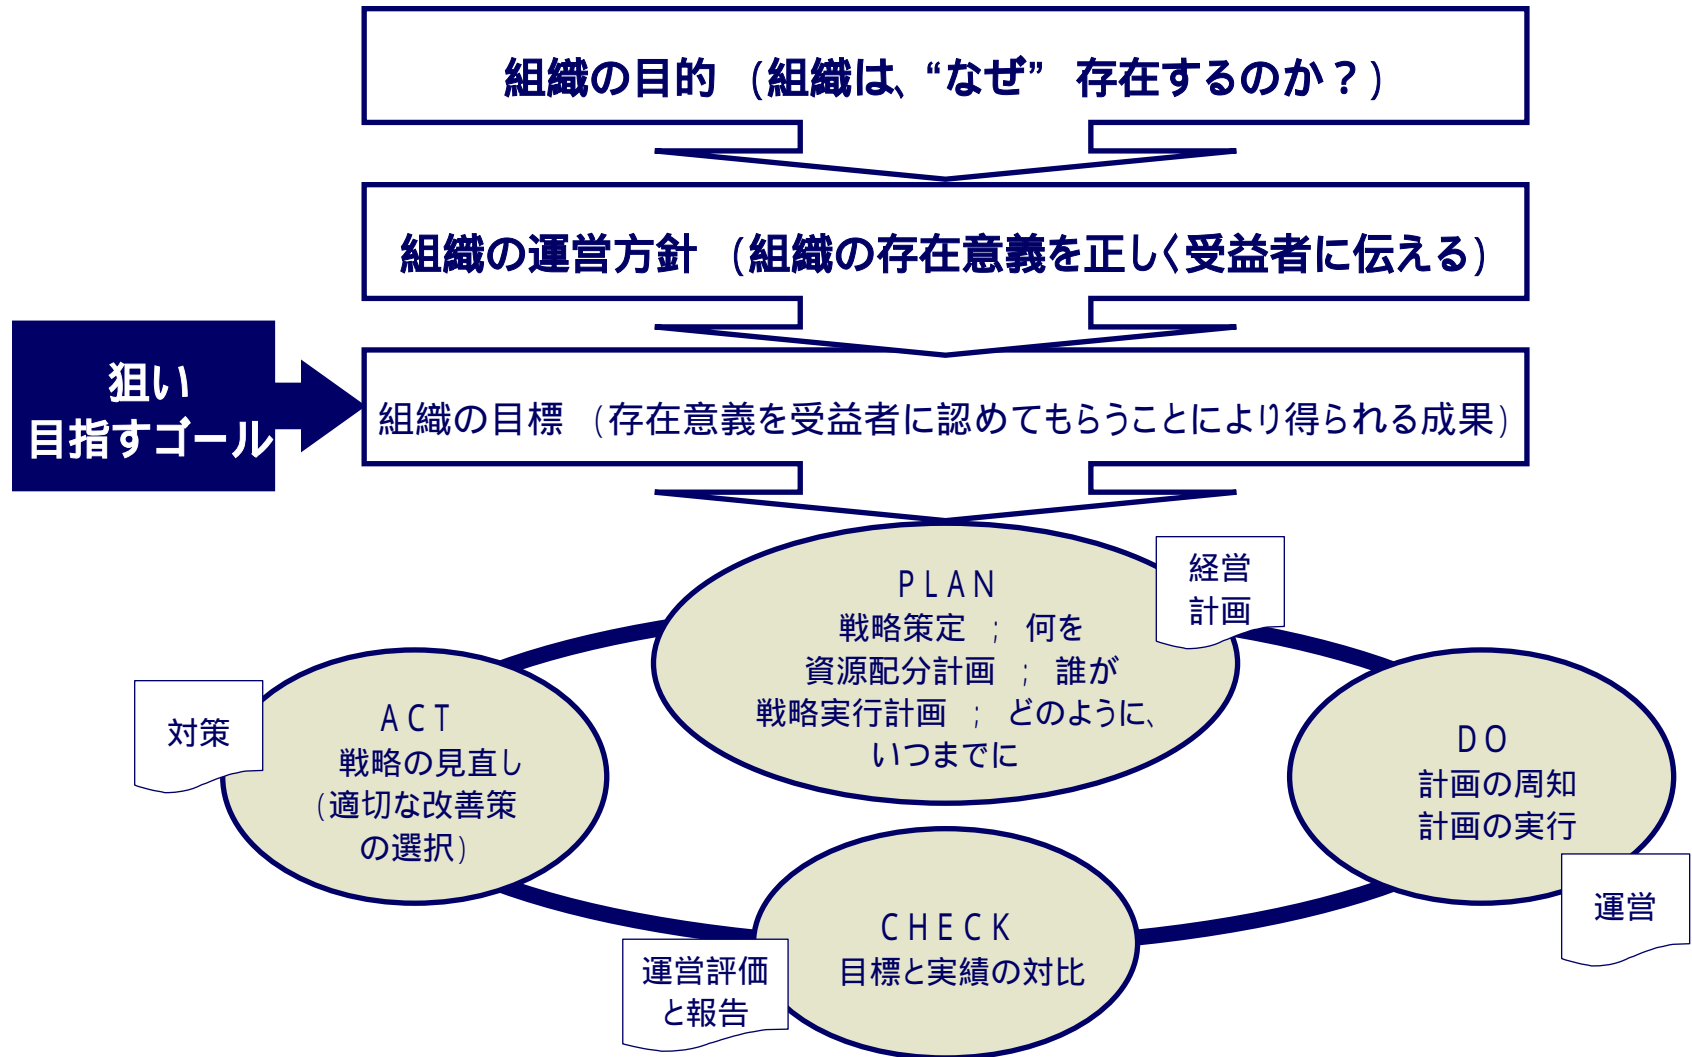 組織の目的 (組織は、“なぜ” 存在するのか？)
組織の運営方針 (組織の存在意義を正しく受益者に伝える)
狙い
目指すゴール
組織の目標 (存在意義を受益者に認めてもらうことにより得られる成果)
PLAN
戦略策定 ; 何を
資源配分計画 ; 誰が
戦略実行計画 ; どのように、
いつまでに
経営
計画
対策
ACT
戦略の見直し
(適切な改善策
の選択)
DO
計画の周知
計画の実行
運営
CHECK
目標と実績の対比
運営評価
と報告